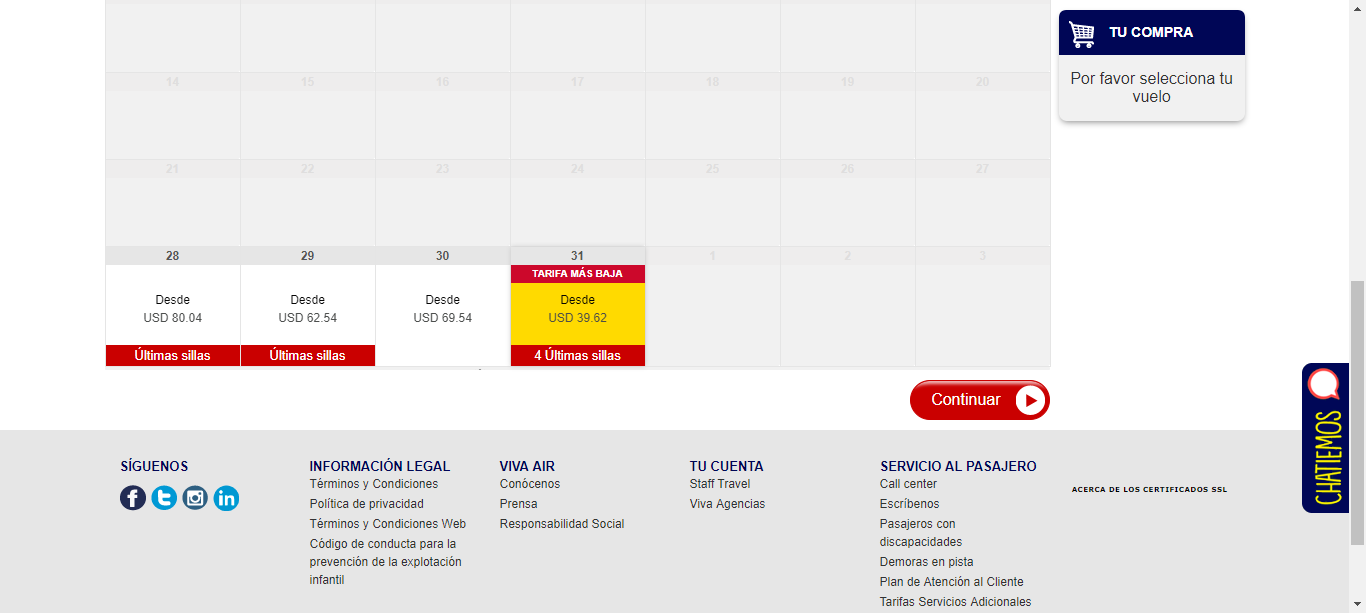 TU COMPRA
Por favor selecciona tu
vuelo
14 15 16 17 18 19 20
21 22 23 24 25 26 27
28 29 30 31 1 2 3
TARIFA MÁS BAJA
Desde Desde Desde Desde
USD 80.04 USD 62.54 USD 69.54 USD 39.62
Últimas sillas Últimas sillas 4 Últimas sillas
Continuar
CHATIEMOS
SÍGUENOS
INFORMACIÓN LEGAL
Términos y Condiciones
Política de privacidad
Términos y Condiciones Web
Código de conducta para la
prevención de la explotación
infantil
VIVA AIR
Conócenos
Prensa
Responsabilidad Social
TU CUENTA
Staff Travel
Viva Agencias
SERVICIO AL PASAJERO
Call center
Escríbenos
Pasajeros con
discapacidades
Demoras en pista
Plan de Atención al Cliente
Tarifas Servicios Adicionales
ACERCA DE LOS CERTIFICADOS SSL